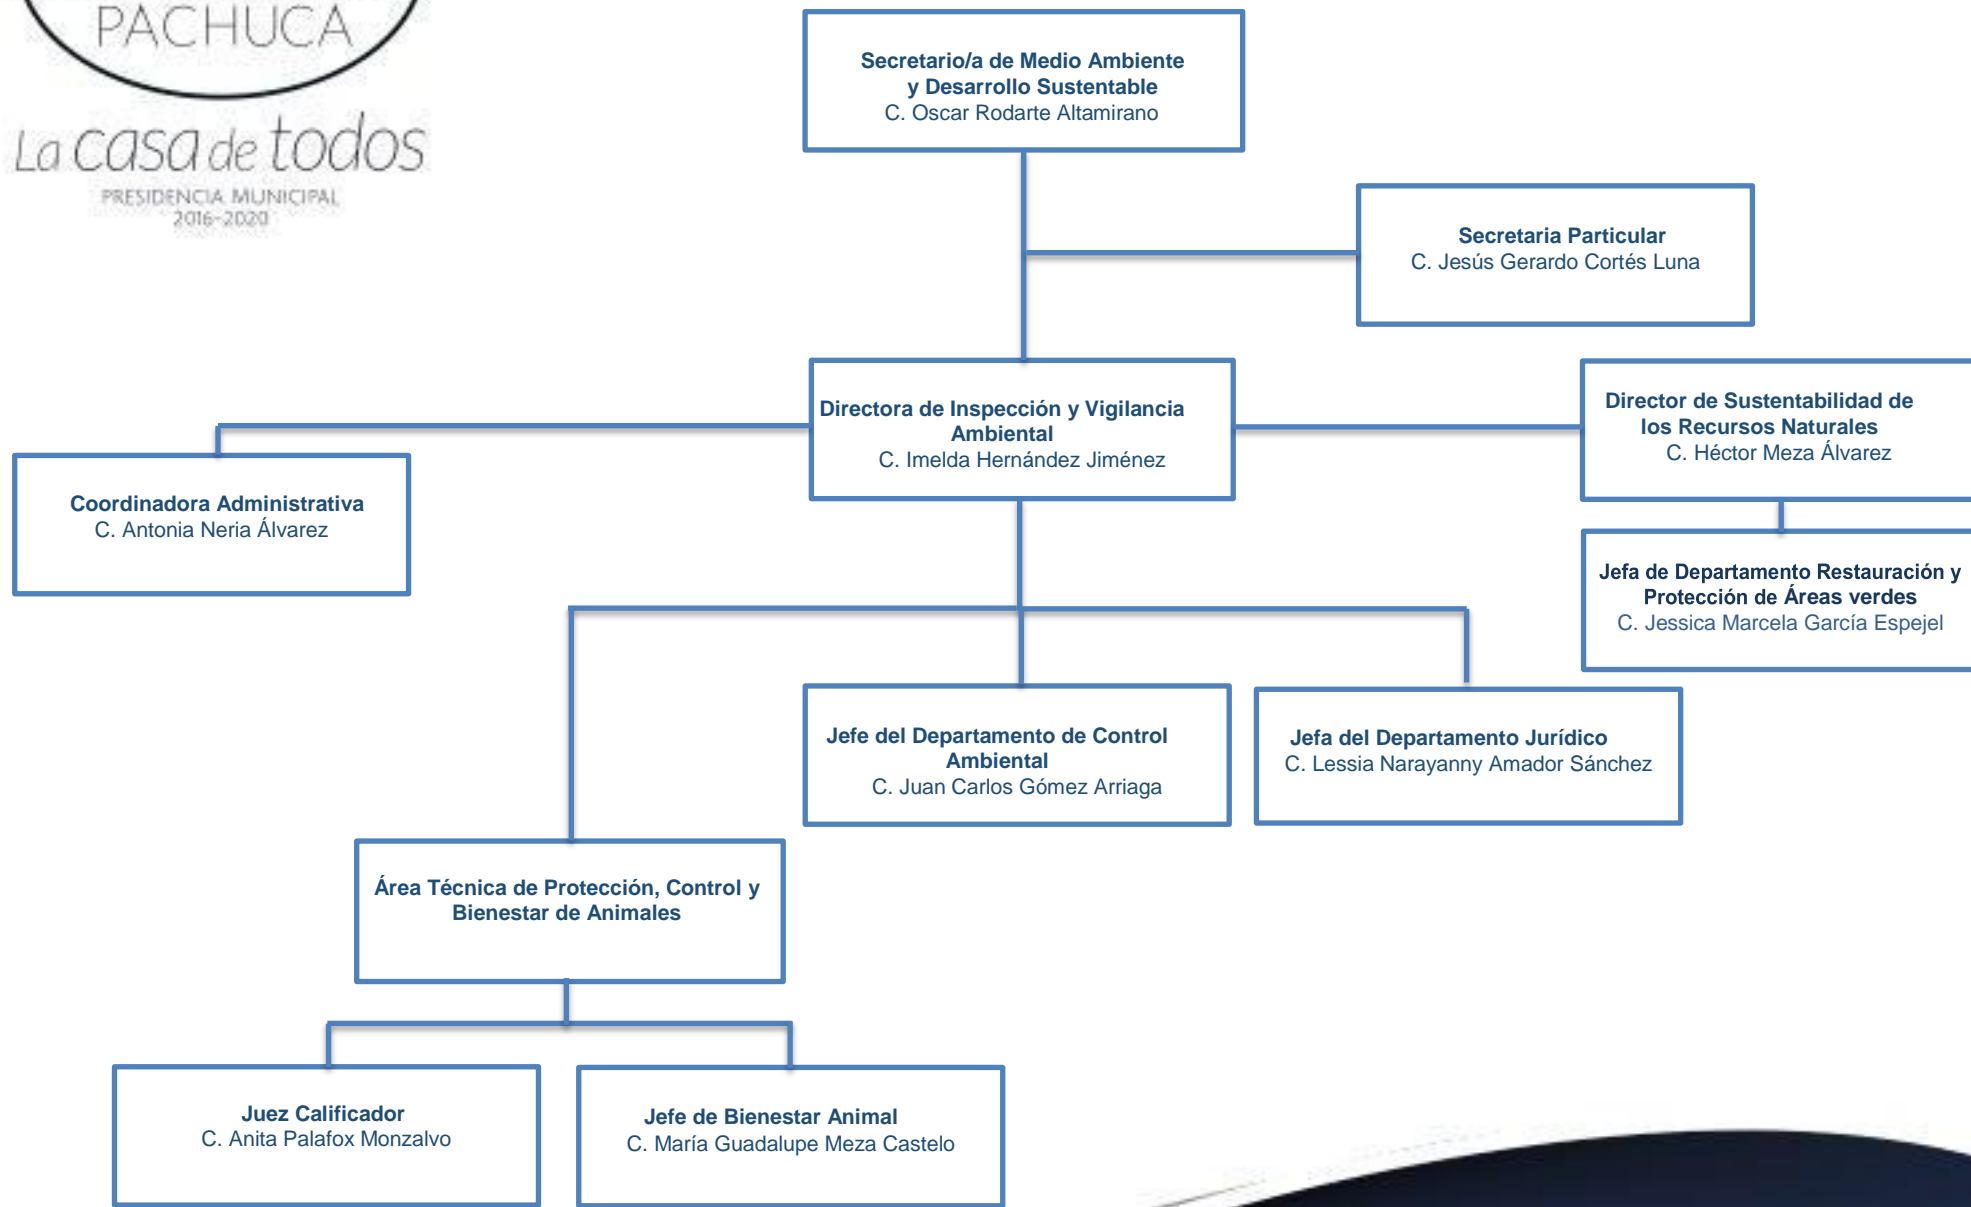 PACHUCA
La casa de todos
PRESIDENCIA MUNICIPAL
2016-2020
Secretario/a de Medio Ambiente
y Desarrollo Sustentable
C. Oscar Rodarte Altamirano
Secretaria Particular
C. Jesús Gerardo Cortés Luna
Directora de Inspección y Vigilancia
Ambiental
C. Imelda Hernández Jiménez
Director de Sustentabilidad de
los Recursos Naturales
C. Héctor Meza Álvarez
Coordinadora Administrativa
C. Antonia Neria Álvarez
Jefa de Departamento Restauración y
Protección de Áreas verdes
C. Jessica Marcela García Espejel
Jefe del Departamento de Control
Ambiental
C. Juan Carlos Gómez Arriaga
Jefa del Departamento Jurídico
C. Lessia Narayanny Amador Sánchez
Área Técnica de Protección, Control y
Bienestar de Animales
Juez Calificador
C. Anita Palafox Monzalvo
Jefe de Bienestar Animal
C. María Guadalupe Meza Castelo